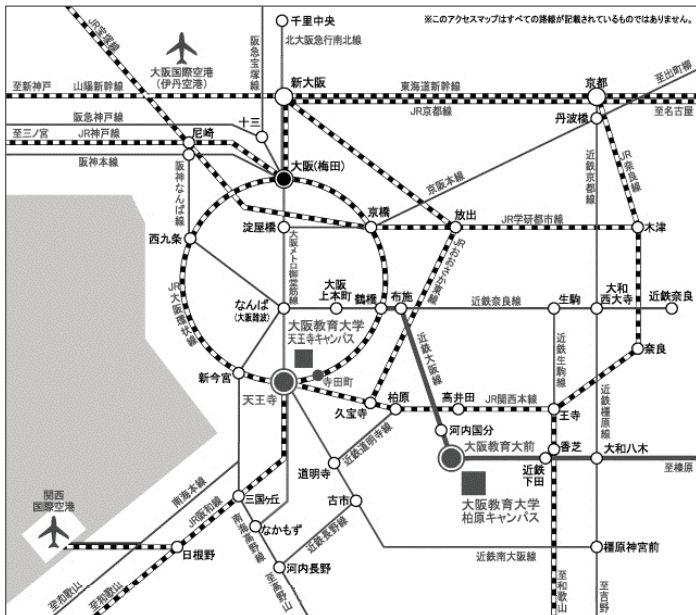 ※このアクセスマップはすべての路線が記載されているものではありません。
千里中央
北大阪急行南北線
JR宝塚線
阪急宝塚線
大阪国際空港
(伊丹空港)
新大阪
京都
至出町柳
至新神戸
山陽新幹線
東海道新幹線
JR京都線
至名古屋
阪急神戸線
十三
丹波橋
至三ノ宮
JR神戸線
尼崎
阪神本線
大阪(梅田)
近鉄京都線
JR奈良線
阪神なんば線
京阪本線
淀屋橋
京橋
放出
JR学研都市線
木津
西九条
大阪メトロ御堂筋線
JRおおさか東線
JR大阪環状線
なんば
(大阪難波)
大阪
上本町
鶴橋
布施
近鉄奈良線
生駒
大和
西大寺
近鉄奈良
大阪教育大学
天王寺キャンパス
近鉄大阪線
近鉄生駒線
奈良
新今宮
寺田町
天王寺
久宝寺
柏原
高井田
JR関西本線
王寺
近鉄橿原線
河内国分
大阪教育大前
香芝
近鉄
下田
大和八木
至榛原
近鉄道明寺線
道明寺
大阪教育大学
柏原キャンパス
関西
国際空港
南海本線
JR阪和線
三国ヶ丘
古市
なかもず
南海高野線
近鉄長野線
日根野
河内長野
近鉄南大阪線
橿原神宮前
至和歌山
至和歌山
至高野山
至和歌山
至吉野